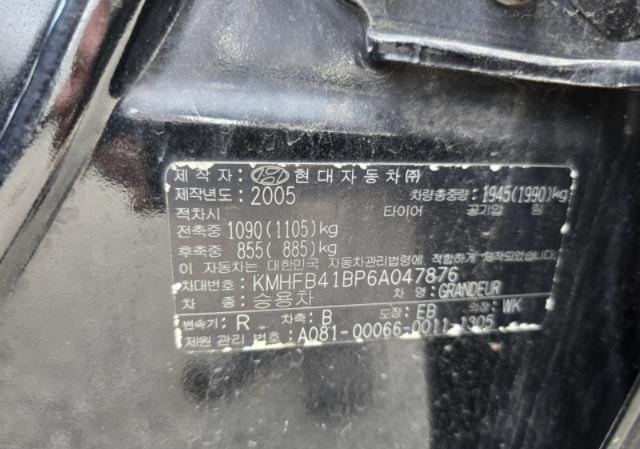 제 작 자 : 현대자동차㈜
제작년도 : 2005 차량총중량 : 1945(1990)kg
적차시 타이어 공기압 림
전축중 1090(1105)kg
후축중 855( 885)kg
이 자동차는 대한민국 자동차관리법령에 적합하게 제작되었습니다.
차대번호 : KMHFB41BP6A047876
차 종 : 승용차 차 명 : GRANDEUR
변속기 : R 차축 : B 도장 : EB 의장 : WK
제원 관리 번호 : A081-00066-0011-1305